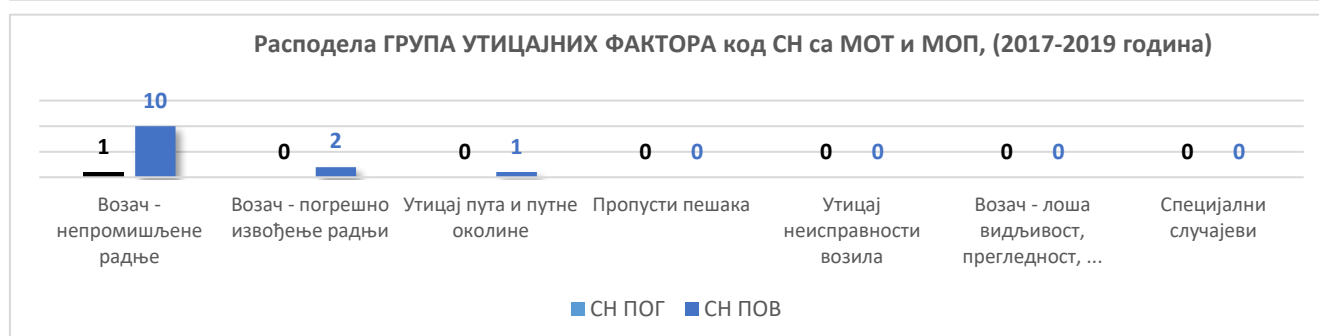 Расподела ГРУПА УТИЦАЈНИХ ФАКТОРА код СН са МОТ и МОП, (2017-2019 година)
10
1
0
2
0
1
0
0
0
0
0
0
0
0
Возач -
непромишљене
радње
Возач - погрешно
извођење радњи
Утицај пута и путне
околине
Пропусти пешака
Утицај
неисправности
возила
Возач - лоша
видљивост,
прегледност, ...
Специјални
случајеви
СН ПОГ
СН ПОВ